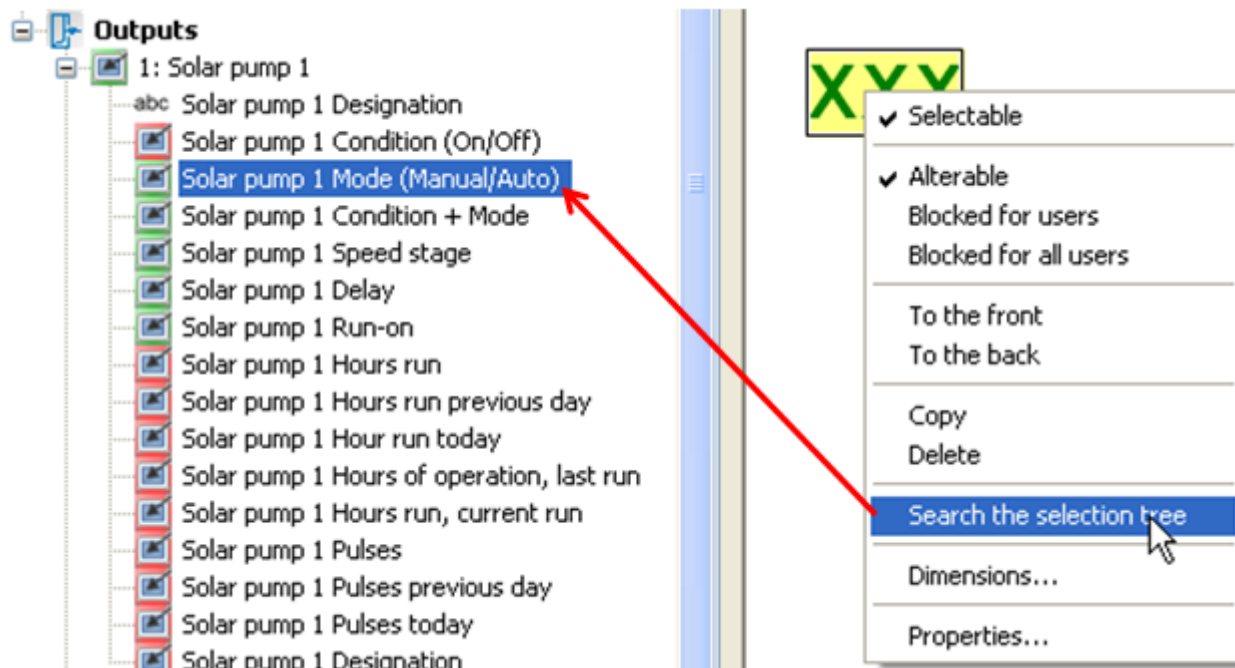 Outputs
1: Solar pump 1
abc Solar pump 1 Designation
Solar pump 1 Condition (On/Off)
Solar pump 1 Mode (Manual/Auto)
Solar pump 1 Condition + Mode
Solar pump 1 Speed stage
Solar pump 1 Delay
Solar pump 1 Run-on
Solar pump 1 Hours run
Solar pump 1 Hours run previous day
Solar pump 1 Hour run today
Solar pump 1 Hours of operation, last run
Solar pump 1 Hours run, current run
Solar pump 1 Pulses
Solar pump 1 Pulses previous day
Solar pump 1 Pulses today
Solar pump 1 Designation
XXX
Selectable
Alterable
Blocked for users
Blocked for all users
To the front
To the back
Copy
Delete
Search the selection tree
Dimensions...
Properties...